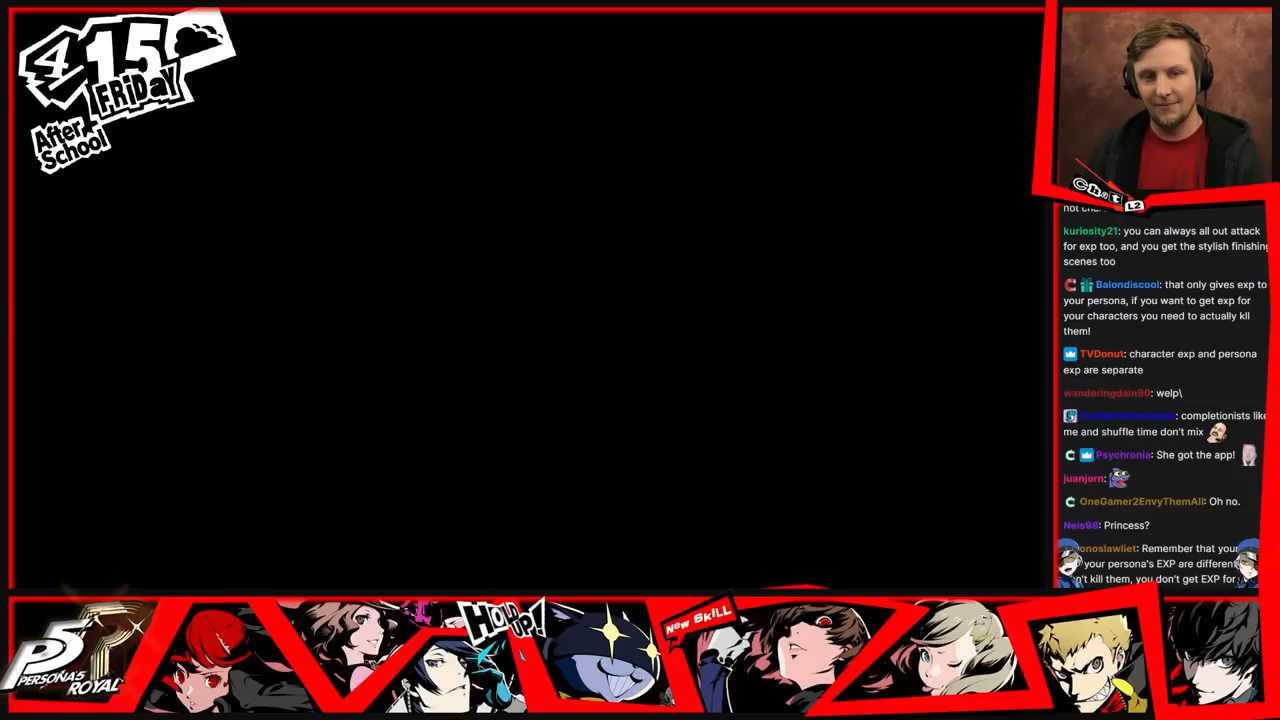 4/15
FRiDaY
After
School
Chat
L2
kuriosity21: you can always all out attack
for exp too, and you get the stylish finishing
scenes too
Balondiscool: that only gives exp to
your persona, if you want to get exp for
your characters you need to actually kll
them!
TVDonut: character exp and persona
exp are separate
wanderingdain90: welp\
completionists like
me and shuffle time don't mix
Psychronia: She got the app!
juanjorn:
OneGamer2EnvyThemAll: Oh no.
Neis98: Princess?
onoslawliet: Remember that your
your persona's EXP are different
n't kill them, you don't get EXP for
P5R
PERSONA5
ROYAL
HOLD
UP!
New SKiLL